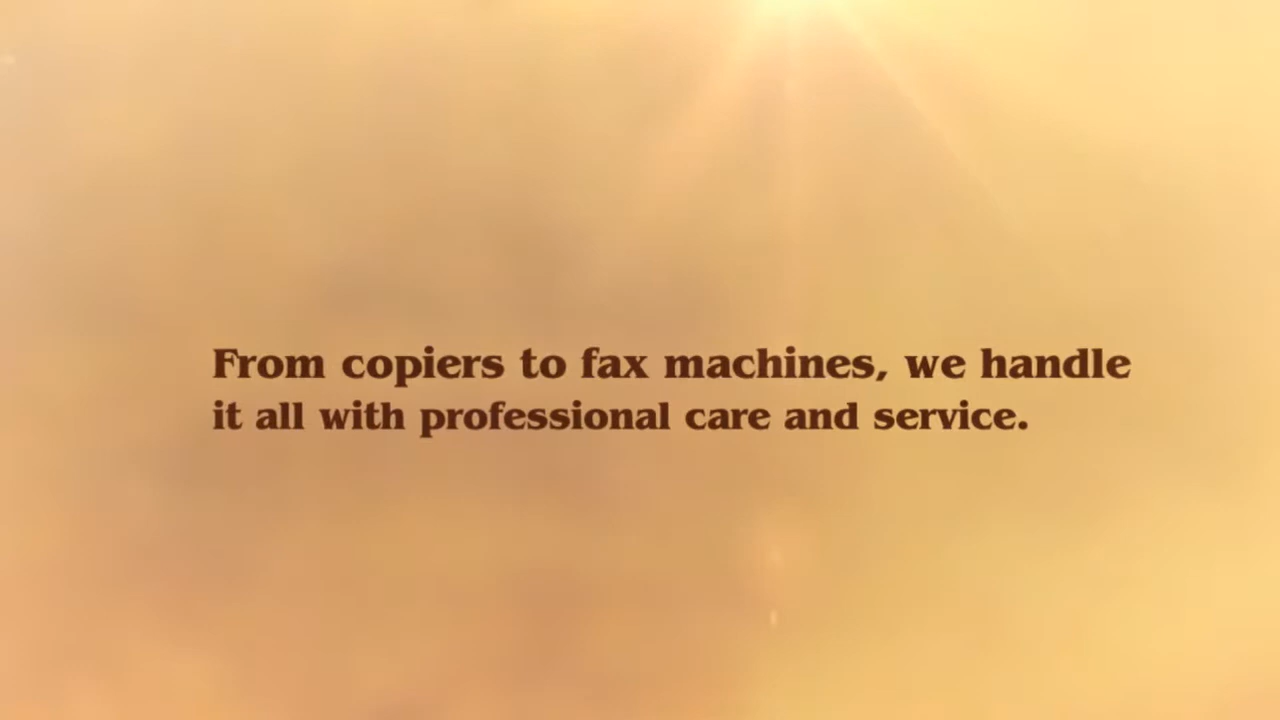 From copiers to fax machines, we handle
it all with professional care and service.